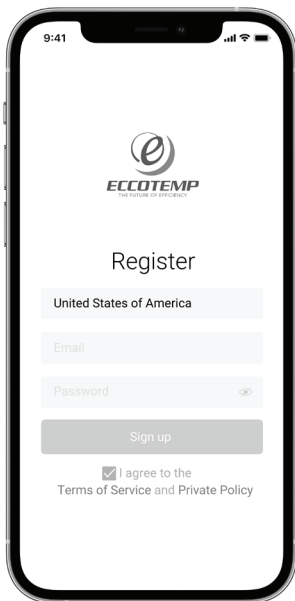 9:41
ECCOTEMP
THE FUTURE OF EFFICIENCY
Register
United States of America
Email
Password
Sign up
I agree to the
Terms of Service and Private Policy